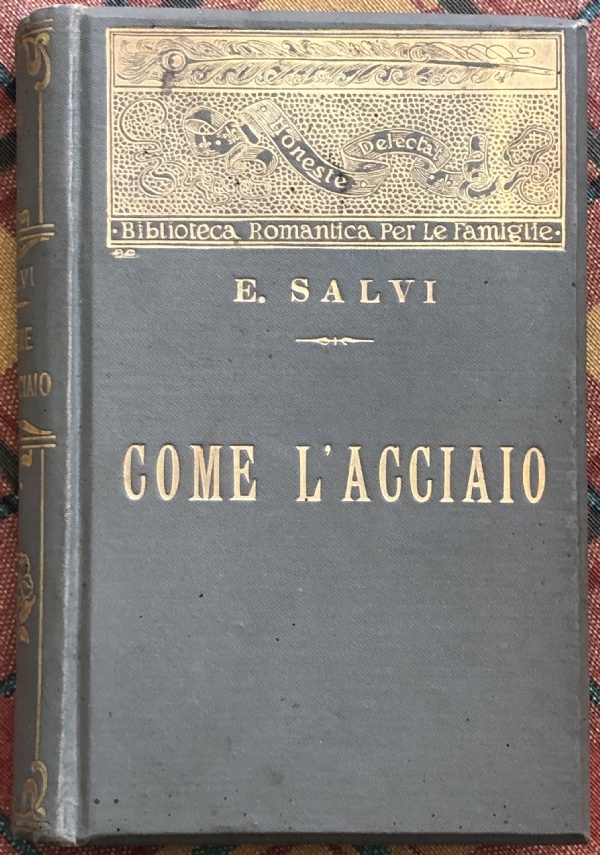 Honeste Delectat
·Biblioteca Romantica Per Le Famiglie·
E. SALVI
COME L'ACCIAIO